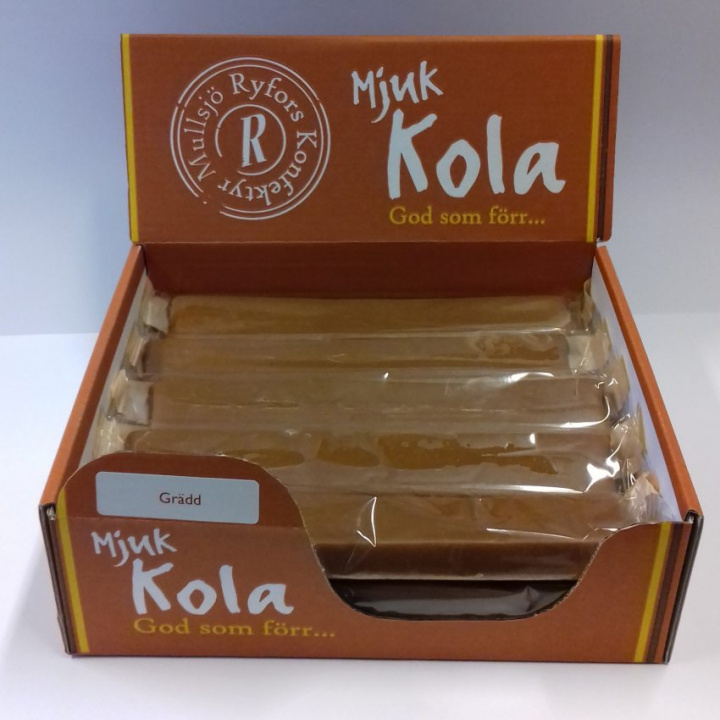 Mullsjö Ryfors Konfektyr
R
Mjuk
Kola
God som förr...
Grädd
Mjuk
Kola
God som förr...